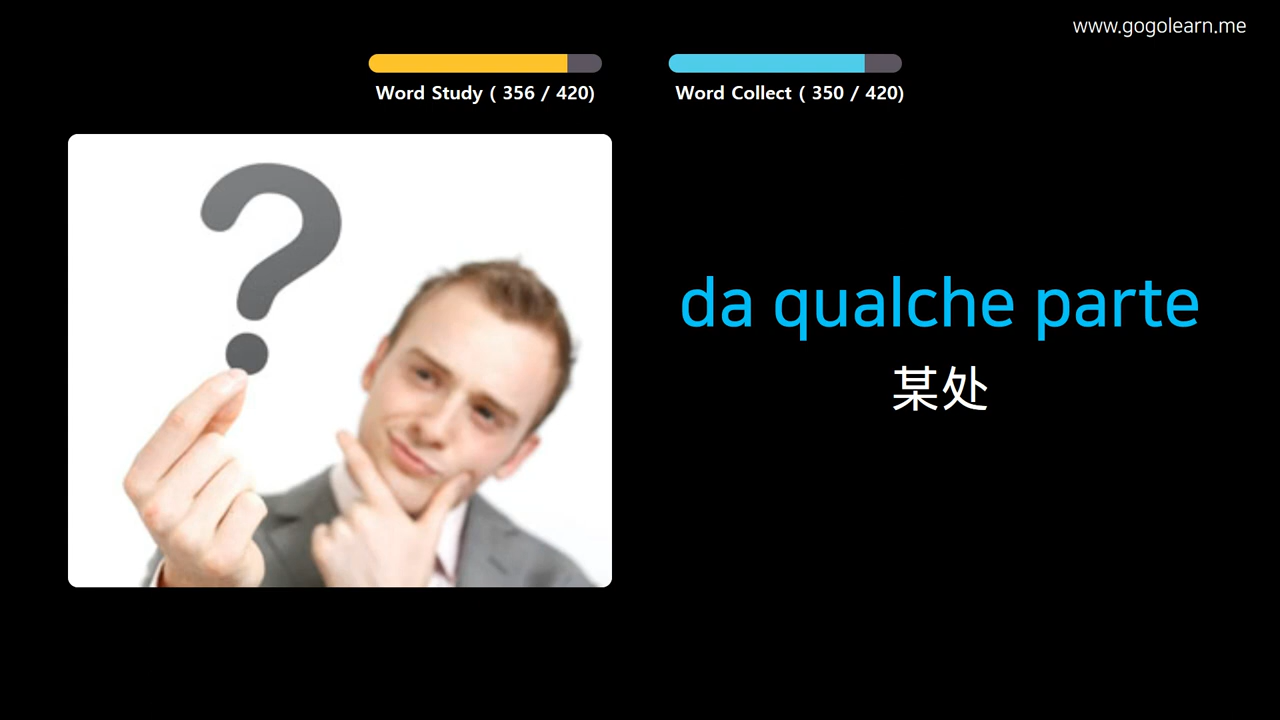 www.gogolearn.me
Word Study ( 356 / 420)
Word Collect ( 350 / 420)
da qualche parte
某处